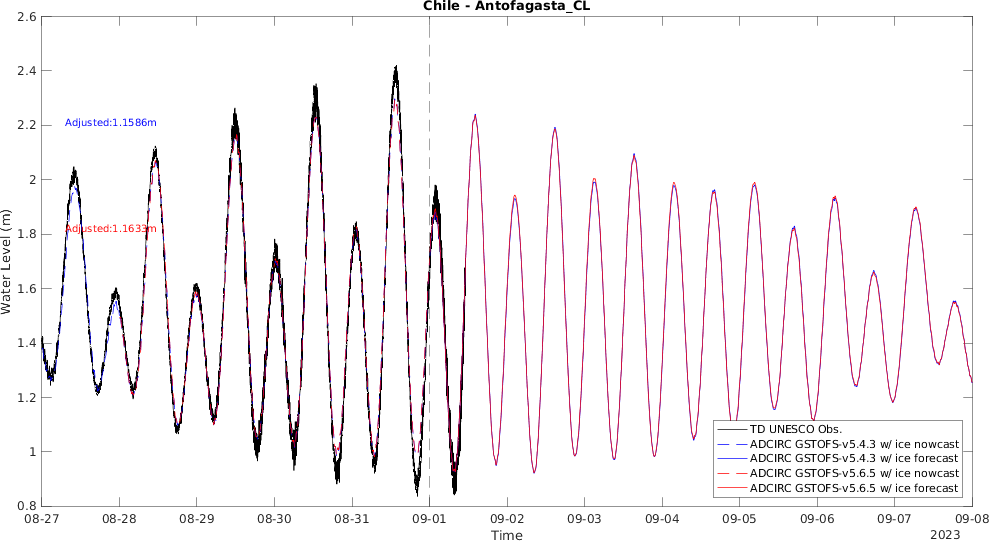 Chile - Antofagasta_CL
2.6
2.4
2.2
2
1.8
1.6
1.4
1.2
1
0.8
Water Level (m)
Adjusted:1.1586m
Adjusted:1.1633m
TD UNESCO Obs.
ADCIRC GSTOFS-v5.4.3 w/ ice nowcast
ADCIRC GSTOFS-v5.4.3 w/ ice forecast
ADCIRC GSTOFS-v5.6.5 w/ ice nowcast
ADCIRC GSTOFS-v5.6.5 w/ ice forecast
08-27 08-28 08-29 08-30 08-31 09-01 09-02 09-03 09-04 09-05 09-06 09-07 09-08
Time
2023